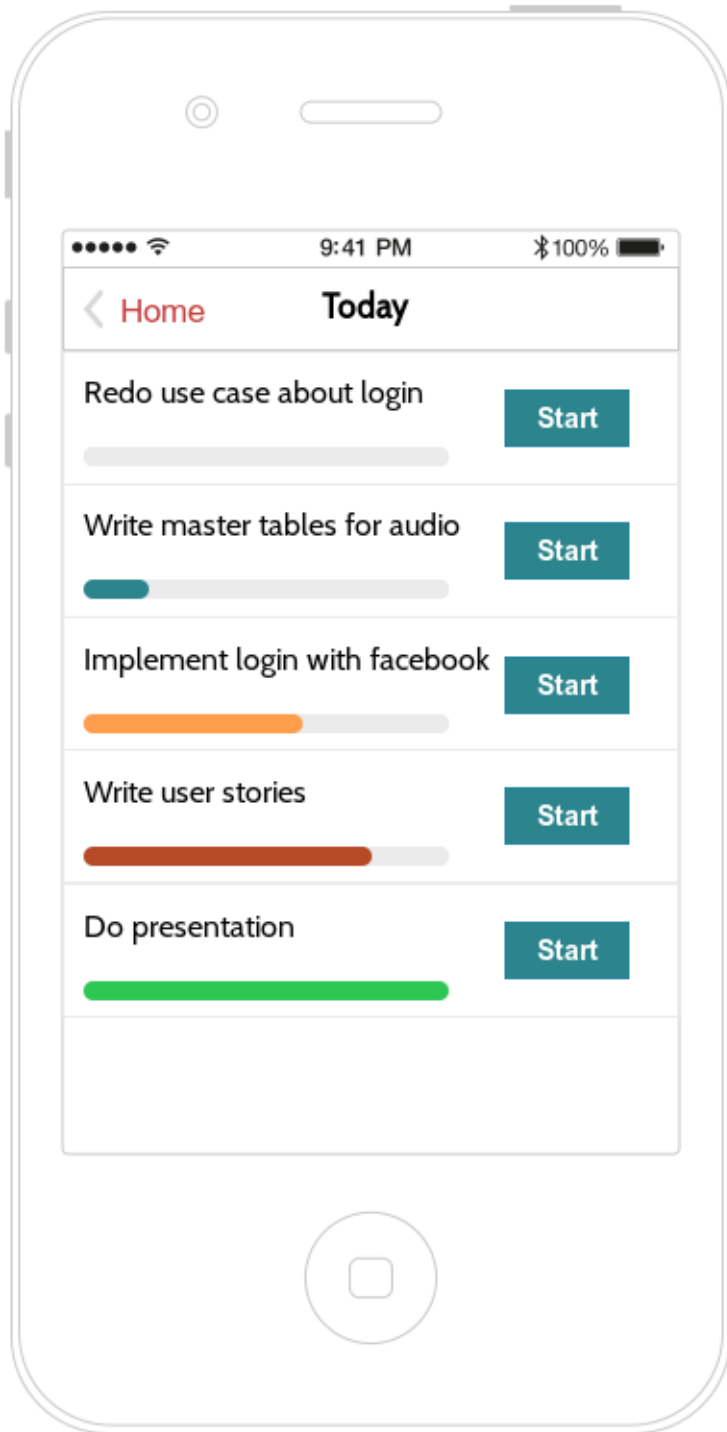 9:41 PM 100%
Home Today
Redo use case about login
Start
Write master tables for audio
Start
Implement login with facebook
Start
Write user stories
Start
Do presentation
Start